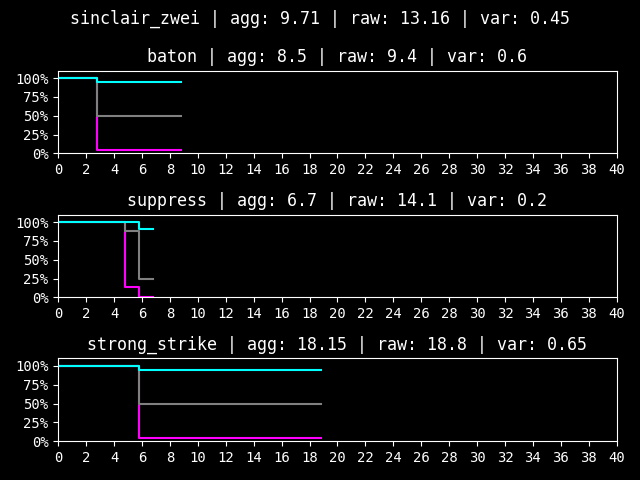 sinclair_zwei | agg: 9.71 | raw: 13.16 | var: 0.45
baton | agg: 8.5 | raw: 9.4 | var: 0.6
100%
75%
50%
25%
0%
0 2 4 6 8 10 12 14 16 18 20 22 24 26 28 30 32 34 36 38 40
suppress | agg: 6.7 | raw: 14.1 | var: 0.2
100%
75%
50%
25%
0%
0 2 4 6 8 10 12 14 16 18 20 22 24 26 28 30 32 34 36 38 40
strong_strike | agg: 18.15 | raw: 18.8 | var: 0.65
100%
75%
50%
25%
0%
0 2 4 6 8 10 12 14 16 18 20 22 24 26 28 30 32 34 36 38 40